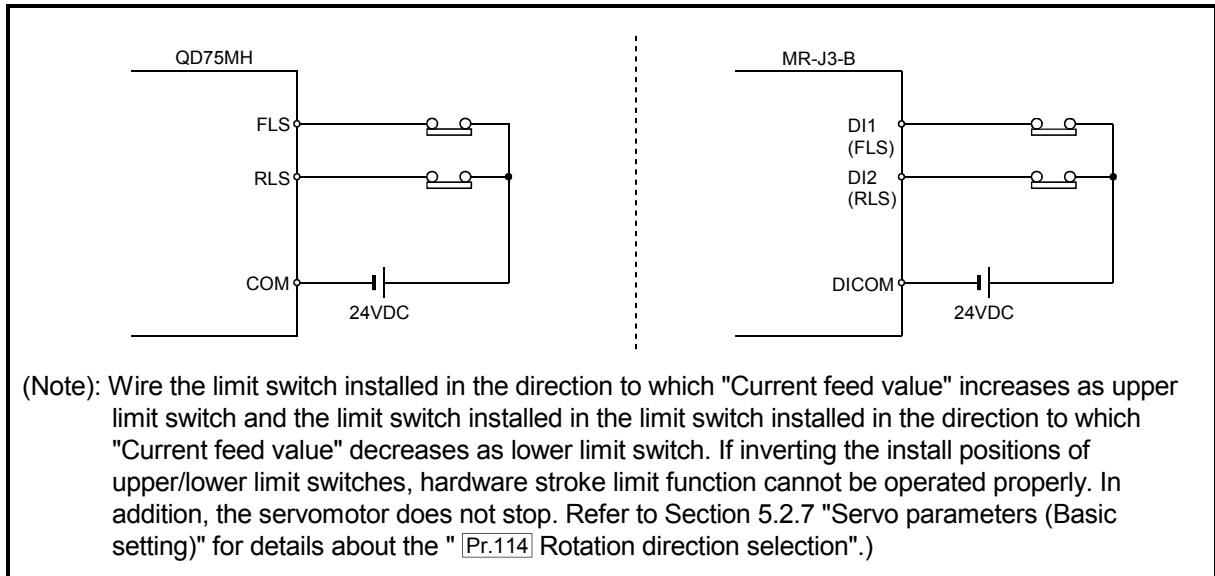 QD75MH
FLS
RLS
COM
24VDC
MR-J3-B
DI1
(FLS)
DI2
(RLS)
DICOM
24VDC
(Note): Wire the limit switch installed in the direction to which "Current feed value" increases as upper
limit switch and the limit switch installed in the limit switch installed in the direction to which
"Current feed value" decreases as lower limit switch. If inverting the install positions of
upper/lower limit switches, hardware stroke limit function cannot be operated properly. In
addition, the servomotor does not stop. Refer to Section 5.2.7 "Servo parameters (Basic
setting)" for details about the " Pr.114 Rotation direction selection".)